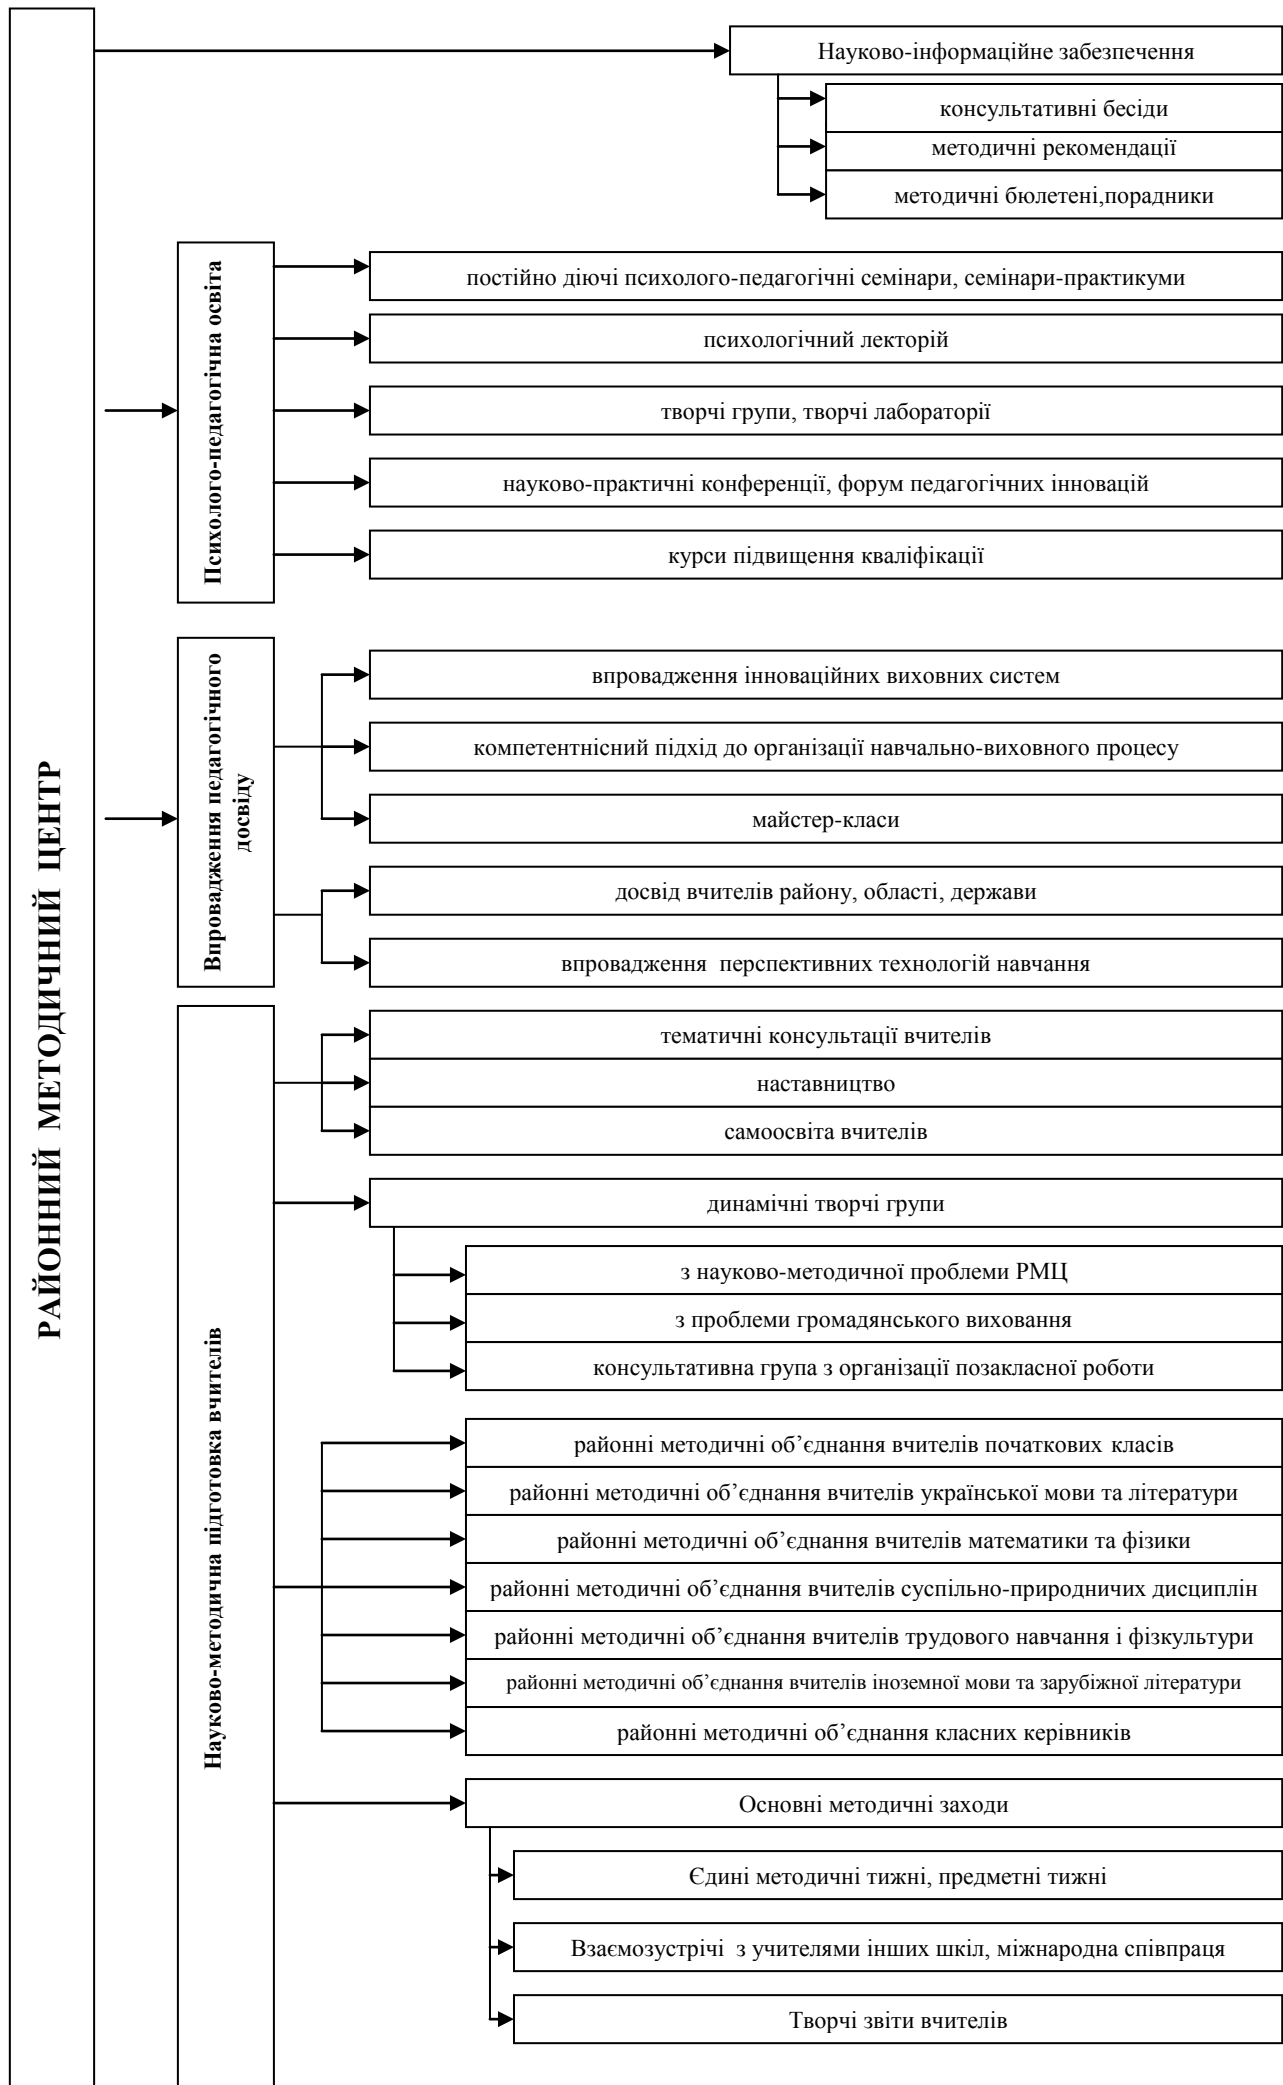 РАЙОННИЙ МЕТОДИЧНИЙ ЦЕНТР
Науково-інформаційне забезпечення
консультативні бесіди
методичні рекомендації
методичні бюлетені,порадники
Психолого-педагогічна освіта
постійно діючі психолого-педагогічні семінари, семінари-практикуми
психологічний лекторій
творчі групи, творчі лабораторії
науково-практичні конференції, форум педагогічних інновацій
курси підвищення кваліфікації
Впровадження педагогічного
досвіду
впровадження інноваційних виховних систем
компетентнісний підхід до організації навчально-виховного процесу
майстер-класи
досвід вчителів району, області, держави
впровадження перспективних технологій навчання
Науково-методична підготовка вчителів
тематичні консультації вчителів
наставництво
самоосвіта вчителів
динамічні творчі групи
з науково-методичної проблеми РМЦ
з проблеми громадянського виховання
консультативна група з організації позакласної роботи
районні методичні об’єднання вчителів початкових класів
районні методичні об’єднання вчителів української мови та літератури
районні методичні об’єднання вчителів математики та фізики
районні методичні об’єднання вчителів суспільно-природничих дисциплін
районні методичні об’єднання вчителів трудового навчання і фізкультури
районні методичні об’єднання вчителів іноземної мови та зарубіжної літератури
районні методичні об’єднання класних керівників
Основні методичні заходи
Єдині методичні тижні, предметні тижні
Взаємозустрічі з учителями інших шкіл, міжнародна співпраця
Творчі звіти вчителів